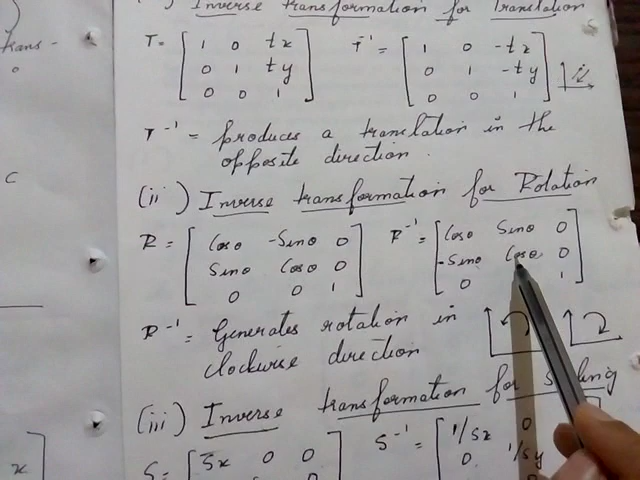 Inverse transformation for Translation
T = [ 1 0 tx T⁻¹ = [ 1 0 -tx
0 1 ty 0 1 -ty
0 0 1 ] 0 0 1 ]
T⁻¹ = produces a translation in the
opposite direction.
(ii) Inverse transformation for Rotation
R = [ Cosθ -Sinθ 0 R⁻¹ = [ Cosθ Sinθ 0
Sinθ Cosθ 0 -Sinθ Cosθ 0
0 0 1 ] 0 1 ]
R⁻¹ = Generates rotation in
clockwise direction
(iii) Inverse transformation for Scaling
S = [ Sx 0 0 S⁻¹ = [ 1/Sx 0
0 1/Sy
trans-
C
x ]